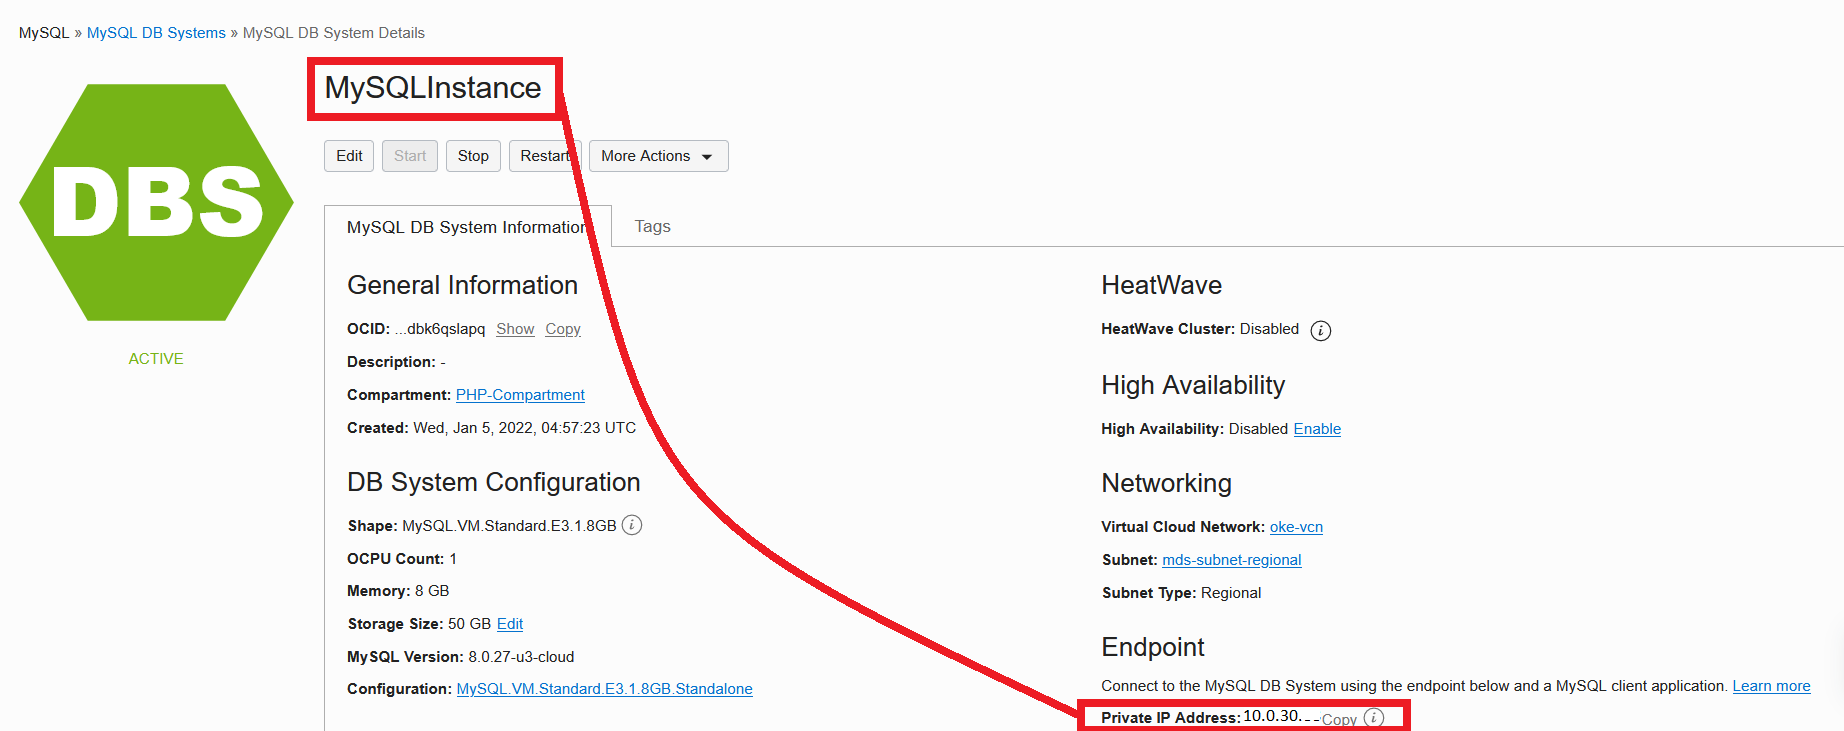 MySQL » MySQL DB Systems » MySQL DB System Details
DBS
ACTIVE
MySQLInstance
Edit Start Stop Restart More Actions
MySQL DB System Information Tags
General Information
OCID: ...dbk6qslapq Show Copy
Description: -
Compartment: PHP-Compartment
Created: Wed, Jan 5, 2022, 04:57:23 UTC
DB System Configuration
Shape: MySQL.VM.Standard.E3.1.8GB
OCPU Count: 1
Memory: 8 GB
Storage Size: 50 GB Edit
MySQL Version: 8.0.27-u3-cloud
Configuration: MySQL.VM.Standard.E3.1.8GB.Standalone
HeatWave
HeatWave Cluster: Disabled
High Availability
High Availability: Disabled Enable
Networking
Virtual Cloud Network: oke-vcn
Subnet: mds-subnet-regional
Subnet Type: Regional
Endpoint
Connect to the MySQL DB System using the endpoint below and a MySQL client application. Learn more
Private IP Address: 10.0.30.-- Copy